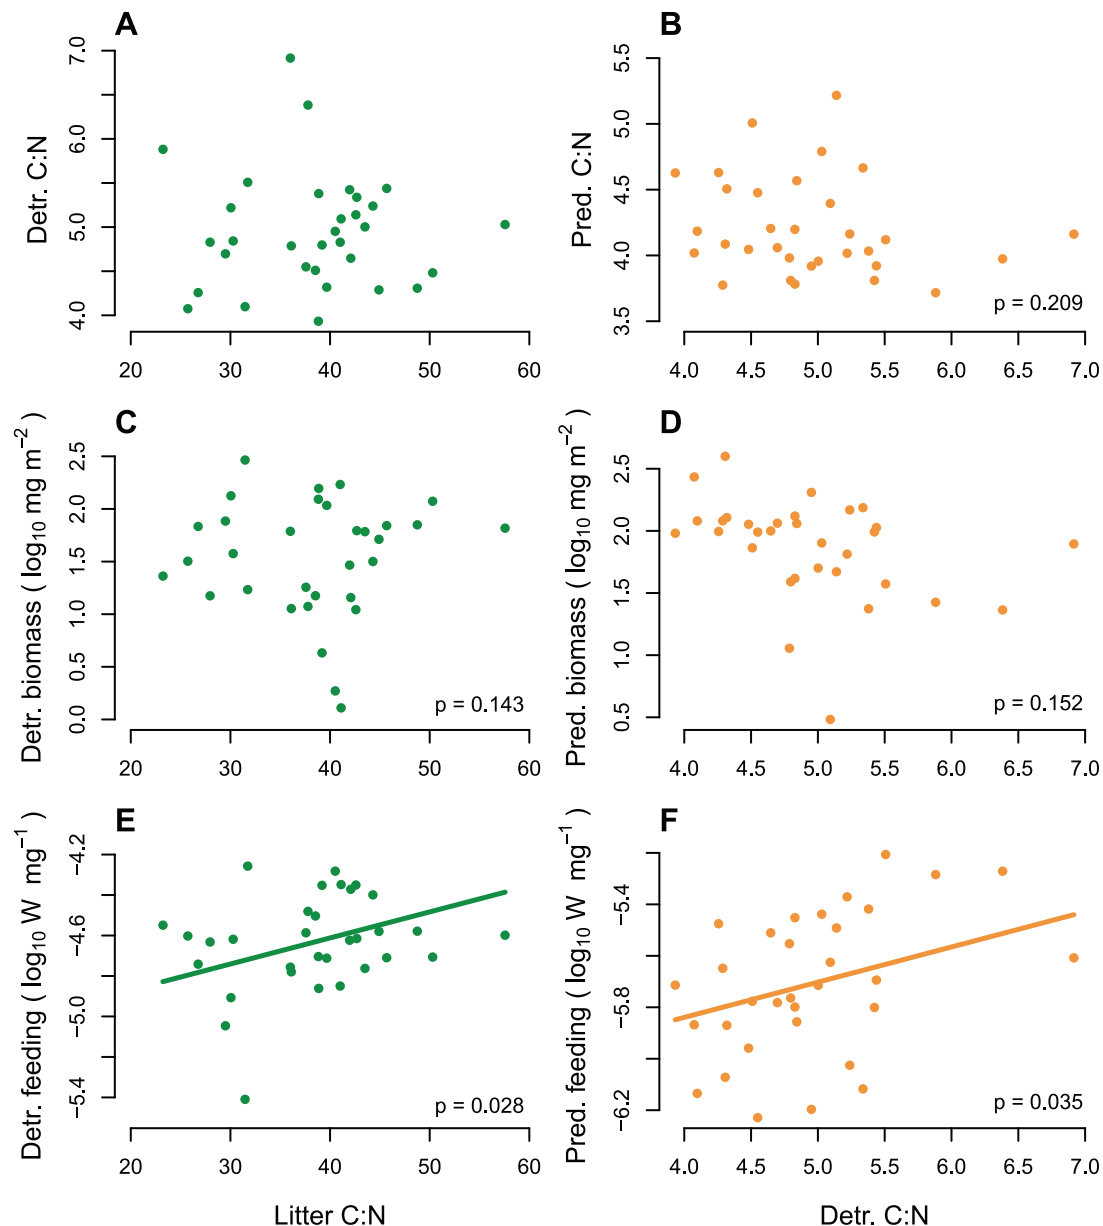 A
Detr. C:N
7.0
6.0
5.0
4.0
20 30 40 50 60
B
Pred. C:N
5.5
5.0
4.5
4.0
3.5
p = 0.209
4.0 4.5 5.0 5.5 6.0 6.5 7.0
C
Detr. biomass ( log₁₀ mg m⁻² )
2.5
2.0
1.5
1.0
0.5
0.0
p = 0.143
20 30 40 50 60
D
Pred. biomass ( log₁₀ mg m⁻² )
2.5
2.0
1.5
1.0
0.5
p = 0.152
4.0 4.5 5.0 5.5 6.0 6.5 7.0
E
Detr. feeding ( log₁₀ W mg⁻¹ )
−4.2
−4.6
−5.0
−5.4
p = 0.028
20 30 40 50 60
Litter C:N
F
Pred. feeding ( log₁₀ W mg⁻¹ )
−5.4
−5.8
−6.2
p = 0.035
4.0 4.5 5.0 5.5 6.0 6.5 7.0
Detr. C:N